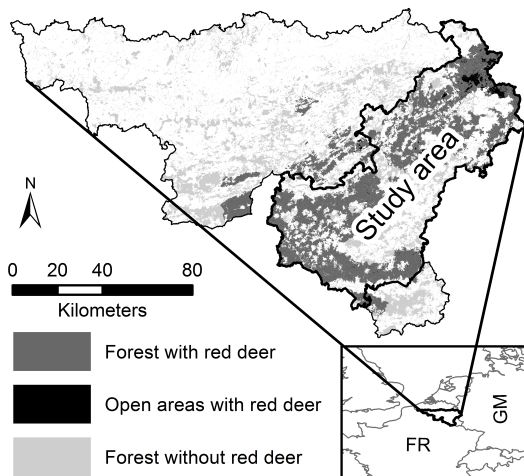 Study area
N
0 20 40 80
Kilometers
Forest with red deer
Open areas with red deer
Forest without red deer
FR
GM